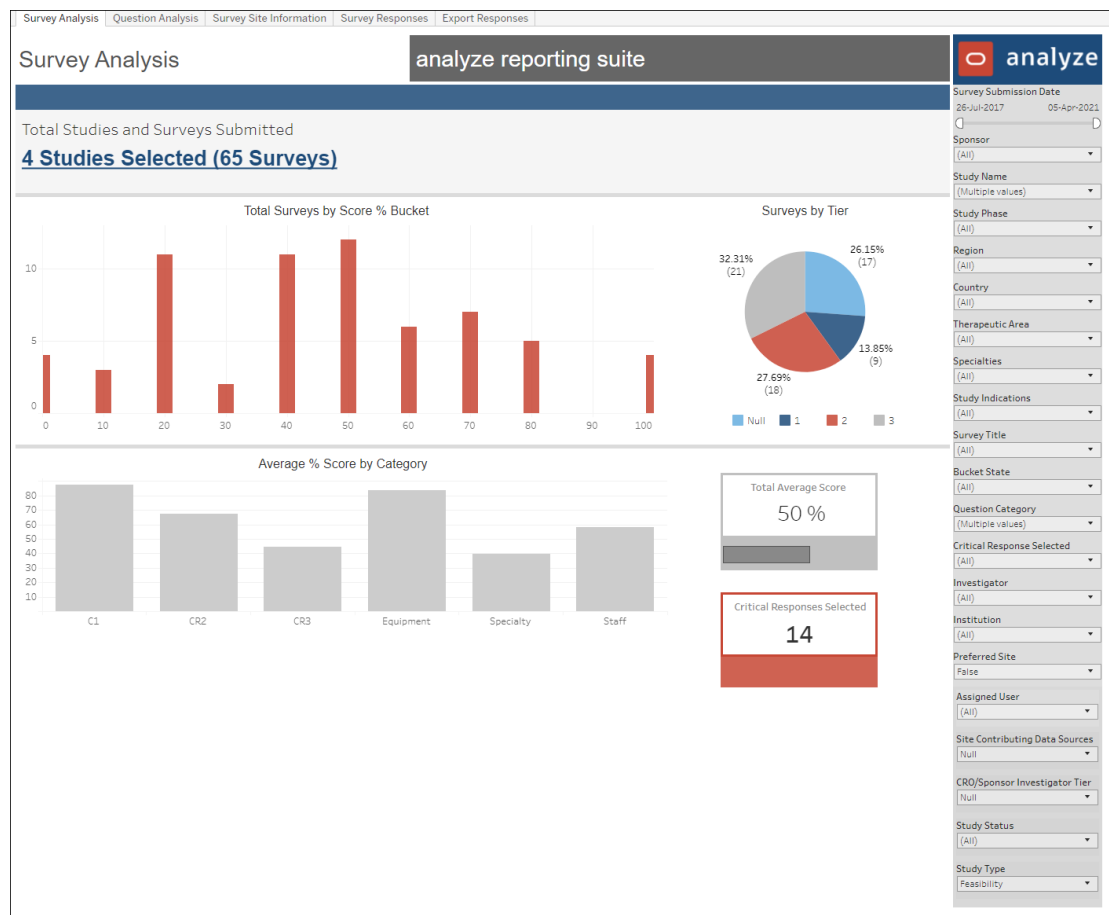 Survey Analysis
Question Analysis
Survey Site Information
Survey Responses
Export Responses
Survey Analysis
analyze reporting suite
analyze
Total Studies and Surveys Submitted
4 Studies Selected (65 Surveys)
Total Surveys by Score % Bucket
10
5
0
0 10 20 30 40 50 60 70 80 90 100
Surveys by Tier
32.31%
(21)
26.15%
(17)
13.85%
(9)
27.69%
(18)
Null 1 2 3
Average % Score by Category
80
70
60
50
40
30
20
10
C1 CR2 CR3 Equipment Specialty Staff
Total Average Score
50 %
Critical Responses Selected
14
Survey Submission Date
26-Jul-2017 05-Apr-2021
Sponsor
(All)
Study Name
(Multiple values)
Study Phase
(All)
Region
(All)
Country
(All)
Therapeutic Area
(All)
Specialties
(All)
Study Indications
(All)
Survey Title
(All)
Bucket State
(All)
Question Category
(Multiple values)
Critical Response Selected
(All)
Investigator
(All)
Institution
(All)
Preferred Site
False
Assigned User
(All)
Site Contributing Data Sources
Null
CRO/Sponsor Investigator Tier
Null
Study Status
(All)
Study Type
Feasibility